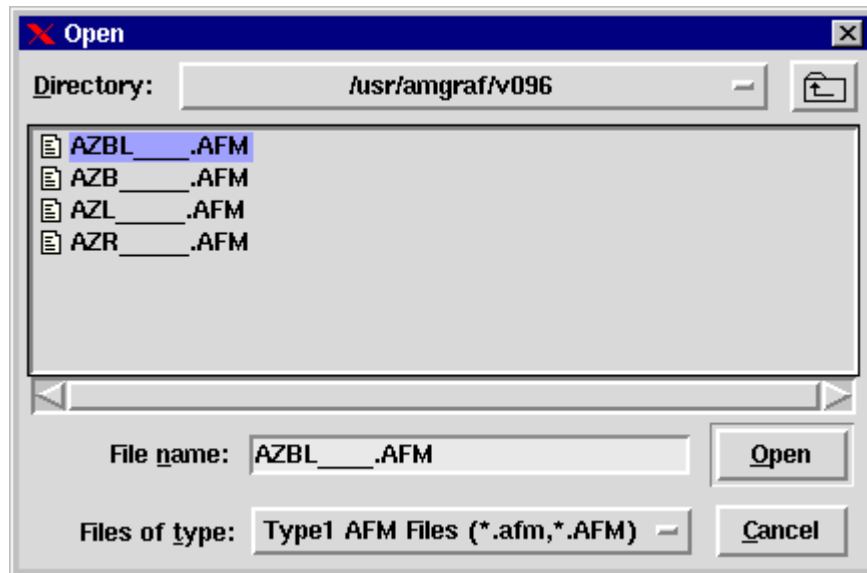 Open
Directory: /usr/amgraf/v096
AZBL____.AFM
AZB_____.AFM
AZL_____.AFM
AZR_____.AFM
File name: AZBL____.AFM Open
Files of type: Type1 AFM Files (*.afm,*.AFM) Cancel